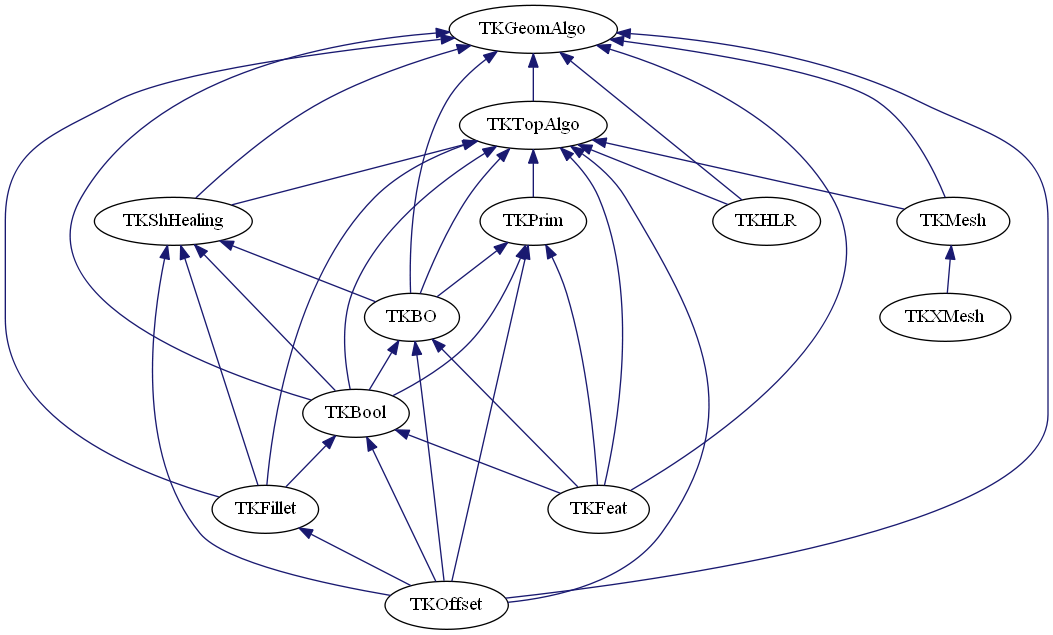 TKGeomAlgo
TKTopAlgo
TKShHealing
TKPrim
TKHLR
TKMesh
TKBO
TKXMesh
TKBool
TKFillet
TKFeat
TKOffset